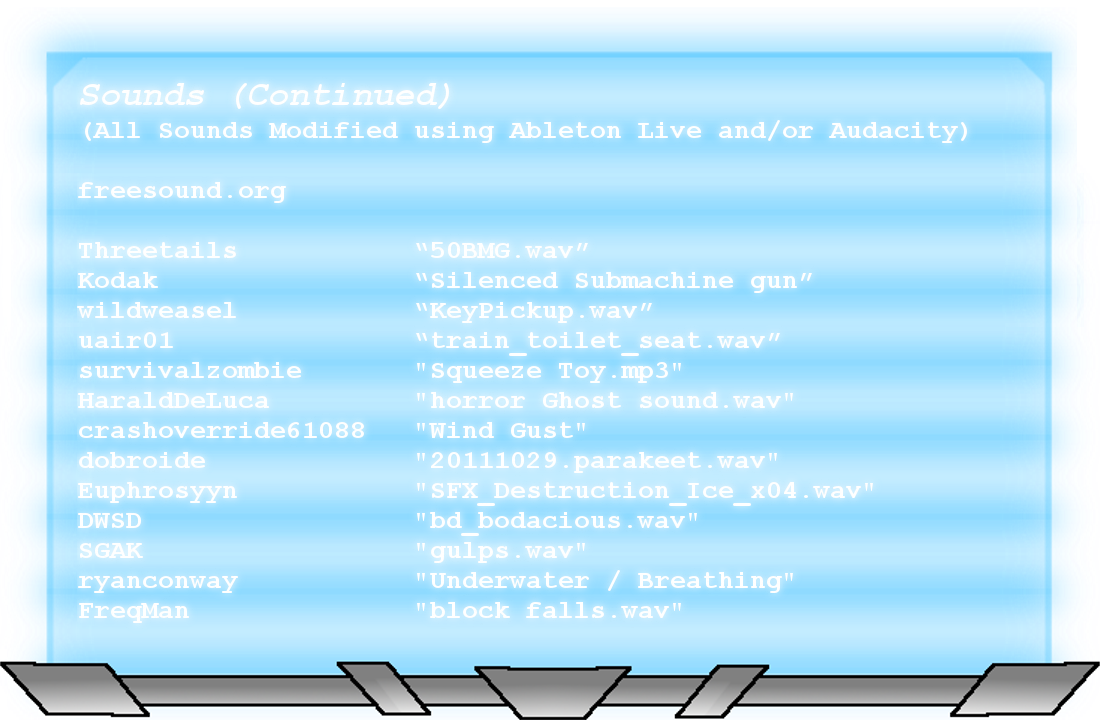 Sounds (Continued)
(All Sounds Modified using Ableton Live and/or Audacity)
freesound.org
Threetails “50BMG.wav”
Kodak “Silenced Submachine gun”
wildweasel “KeyPickup.wav”
uair01 “train_toilet_seat.wav”
survivalzombie "Squeeze Toy.mp3"
HaraldDeLuca "horror Ghost sound.wav"
crashoverride61088 "Wind Gust"
dobroide "20111029.parakeet.wav"
Euphrosyyn "SFX_Destruction_Ice_x04.wav"
DWSD "bd_bodacious.wav"
SGAK "gulps.wav"
ryanconway "Underwater / Breathing"
FreqMan "block falls.wav"